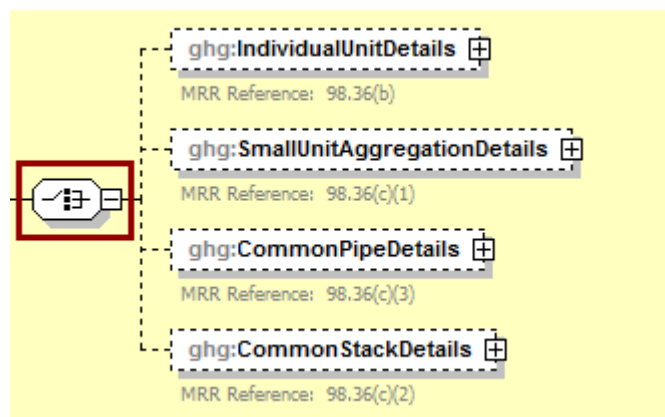 ghg:IndividualUnitDetails
MRR Reference: 98.36(b)
ghg:SmallUnitAggregationDetails
MRR Reference: 98.36(c)(1)
ghg:CommonPipeDetails
MRR Reference: 98.36(c)(3)
ghg:CommonStackDetails
MRR Reference: 98.36(c)(2)